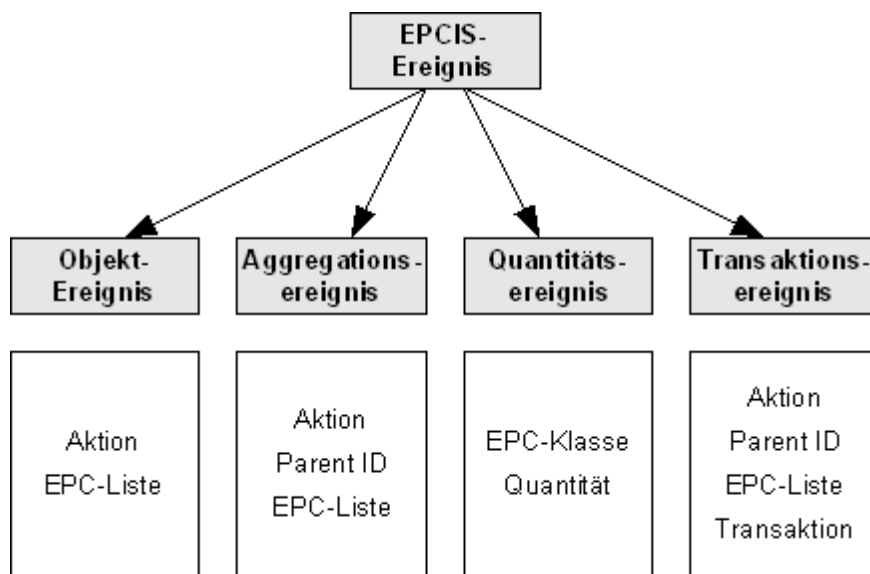 EPCIS-
Ereignis
Objekt-
Ereignis
Aggregations-
ereignis
Quantitäts-
ereignis
Transaktions-
ereignis
Aktion
EPC-Liste
Aktion
Parent ID
EPC-Liste
EPC-Klasse
Quantität
Aktion
Parent ID
EPC-Liste
Transaktion